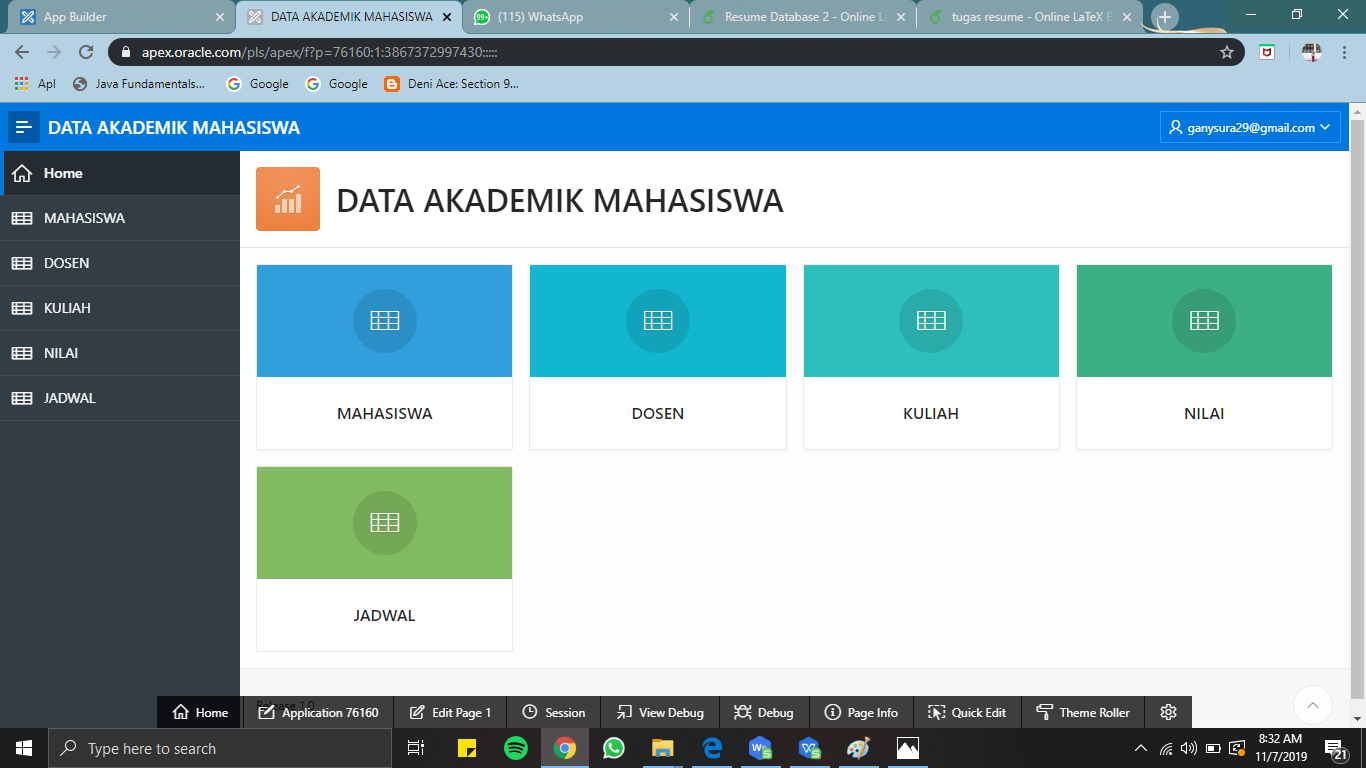 App Builder
DATA AKADEMIK MAHASISWA
99+
(115) WhatsApp
Resume Database 2 - Online La
tugas resume - Online LaTeX E
apex.oracle.com/pls/apex/f?p=76160:1:3867372997430:::::
Apl
Java Fundamentals...
Google
Google
Deni Ace: Section 9...
DATA AKADEMIK MAHASISWA
ganysura29@gmail.com
Home
MAHASISWA
DOSEN
KULIAH
NILAI
JADWAL
DATA AKADEMIK MAHASISWA
MAHASISWA
DOSEN
KULIAH
NILAI
JADWAL
Release 1.0
Home
Application 76160
Edit Page 1
Session
View Debug
Debug
Page Info
Quick Edit
Theme Roller
Type here to search
8:32 AM
11/7/2019
21